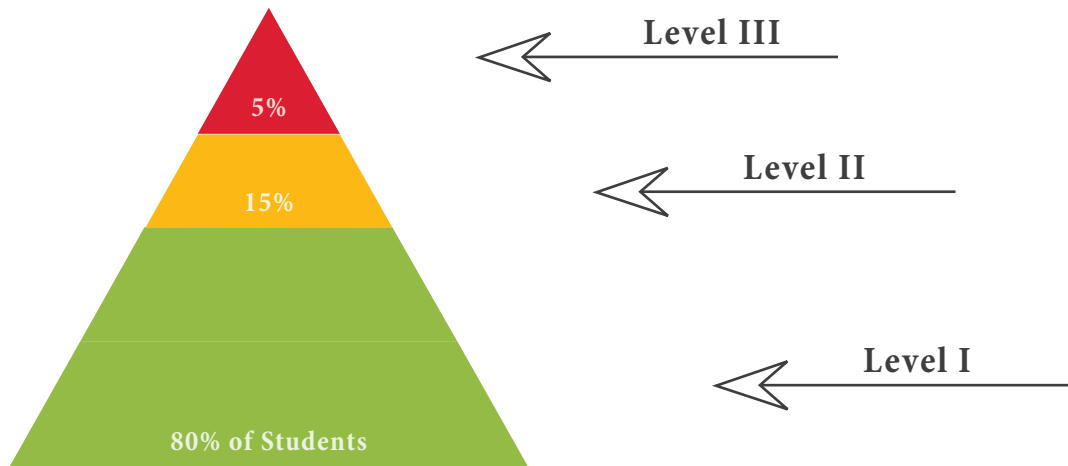 Level III
5%
Level II
15%
Level I
80% of Students